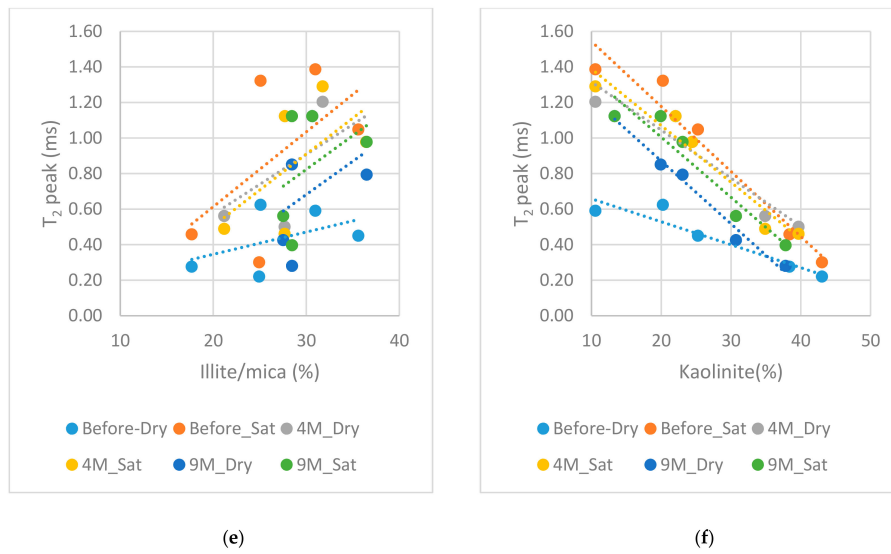 1.60
1.40
1.20
1.00
0.80
0.60
0.40
0.20
0.00
T2 peak (ms)
10 20 30 40
Illite/mica (%)
Before-Dry Before_Sat 4M_Dry
4M_Sat 9M_Dry 9M_Sat
(e)
1.60
1.40
1.20
1.00
0.80
0.60
0.40
0.20
0.00
T2 peak (ms)
10 20 30 40 50
Kaolinite(%)
Before-Dry Before_Sat 4M_Dry
4M_Sat 9M_Dry 9M_Sat
(f)